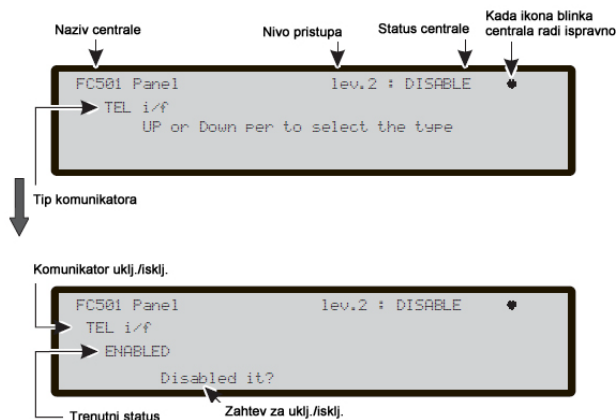 Naziv centrale
Nivo pristupa
Status centrale
Kada ikona blinka
centrala radi ispravno
FC501 Panel lev.2 : DISABLE
TEL i/f
UP or Down per to select the type
Tip komunikatora
Komunikator uklj./isklj.
FC501 Panel lev.2 : DISABLE
TEL i/f
ENABLED
Disabled it?
Trenutni status
Zahtev za uklj./isklj.